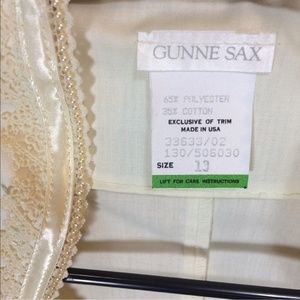 GUNNE SAX
65% POLYESTER
35% COTTON
EXCLUSIVE OF TRIM
MADE IN USA
33633/02
130/506030
SIZE 13
LIFT FOR CARE INSTRUCTIONS